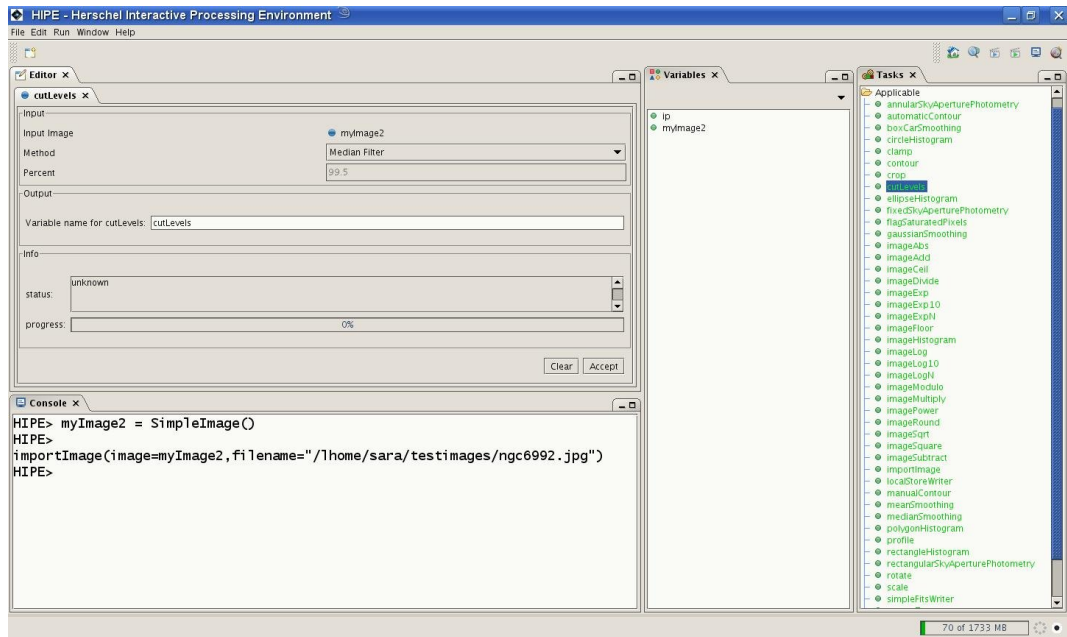 HIPE - Herschel Interactive Processing Environment
File Edit Run Window Help
Editor
cutLevels
Input
Input Image
myImage2
Method
Median Filter
Percent
99.5
Output
Variable name for cutLevels:
cutLevels
Info
status:
unknown
progress:
0%
Clear
Accept
Console
HIPE> myImage2 = SimpleImage()
HIPE>
importImage(image=myImage2,filename="/lhome/sara/testimages/ngc6992.jpg")
HIPE>
Variables
ip
myImage2
Tasks
Applicable
annularSkyAperturePhotometry
automaticContour
boxCarSmoothing
circleHistogram
clamp
contour
crop
cutLevels
ellipseHistogram
fixedSkyAperturePhotometry
flagSaturatedPixels
gaussianSmoothing
imageAbs
imageAdd
imageCeil
imageDivide
imageExp
imageExp10
imageExpN
imageFloor
imageHistogram
imageLog
imageLog10
imageLogN
imageModulo
imageMultiply
imagePower
imageRound
imageSqrt
imageSquare
imageSubtract
importImage
localStoreWriter
manualContour
meanSmoothing
medianSmoothing
polygonHistogram
profile
rectangleHistogram
rectangularSkyAperturePhotometry
rotate
scale
simpleFitsWriter
70 of 1733 MB